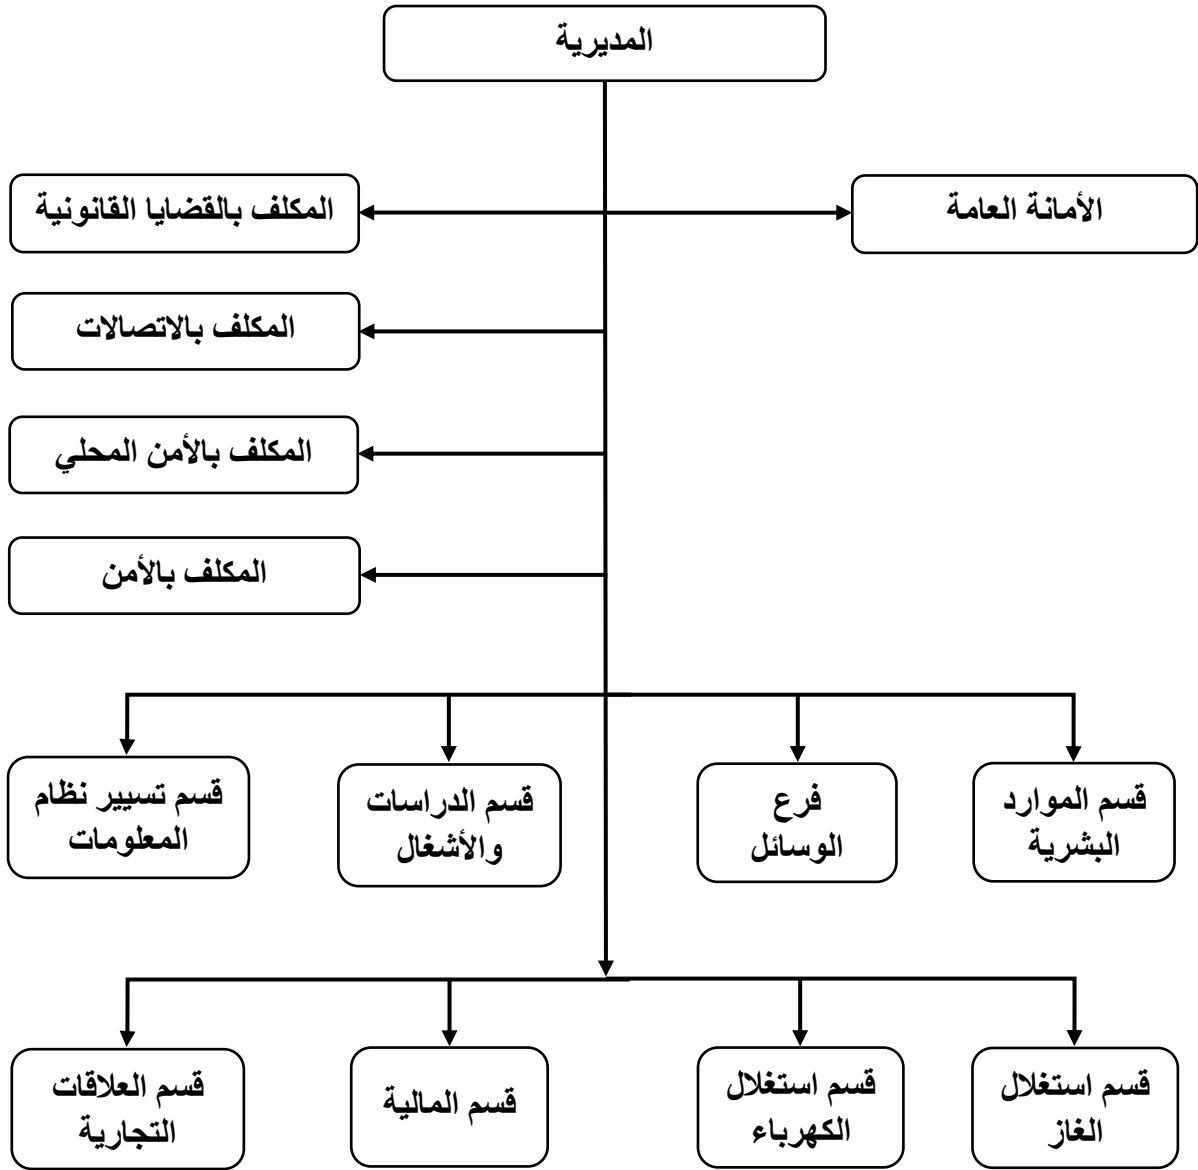 المديرية
الأمانة العامة
المكلف بالقضايا القانونية
المكلف بالاتصالات
المكلف بالأمن المحلي
المكلف بالأمن
قسم الموارد
البشرية
فرع
الوسائل
قسم الدراسات
والأشغال
قسم تسيير نظام
المعلومات
قسم استغلال
الغاز
قسم استغلال
الكهرباء
قسم المالية
قسم العلاقات
التجارية